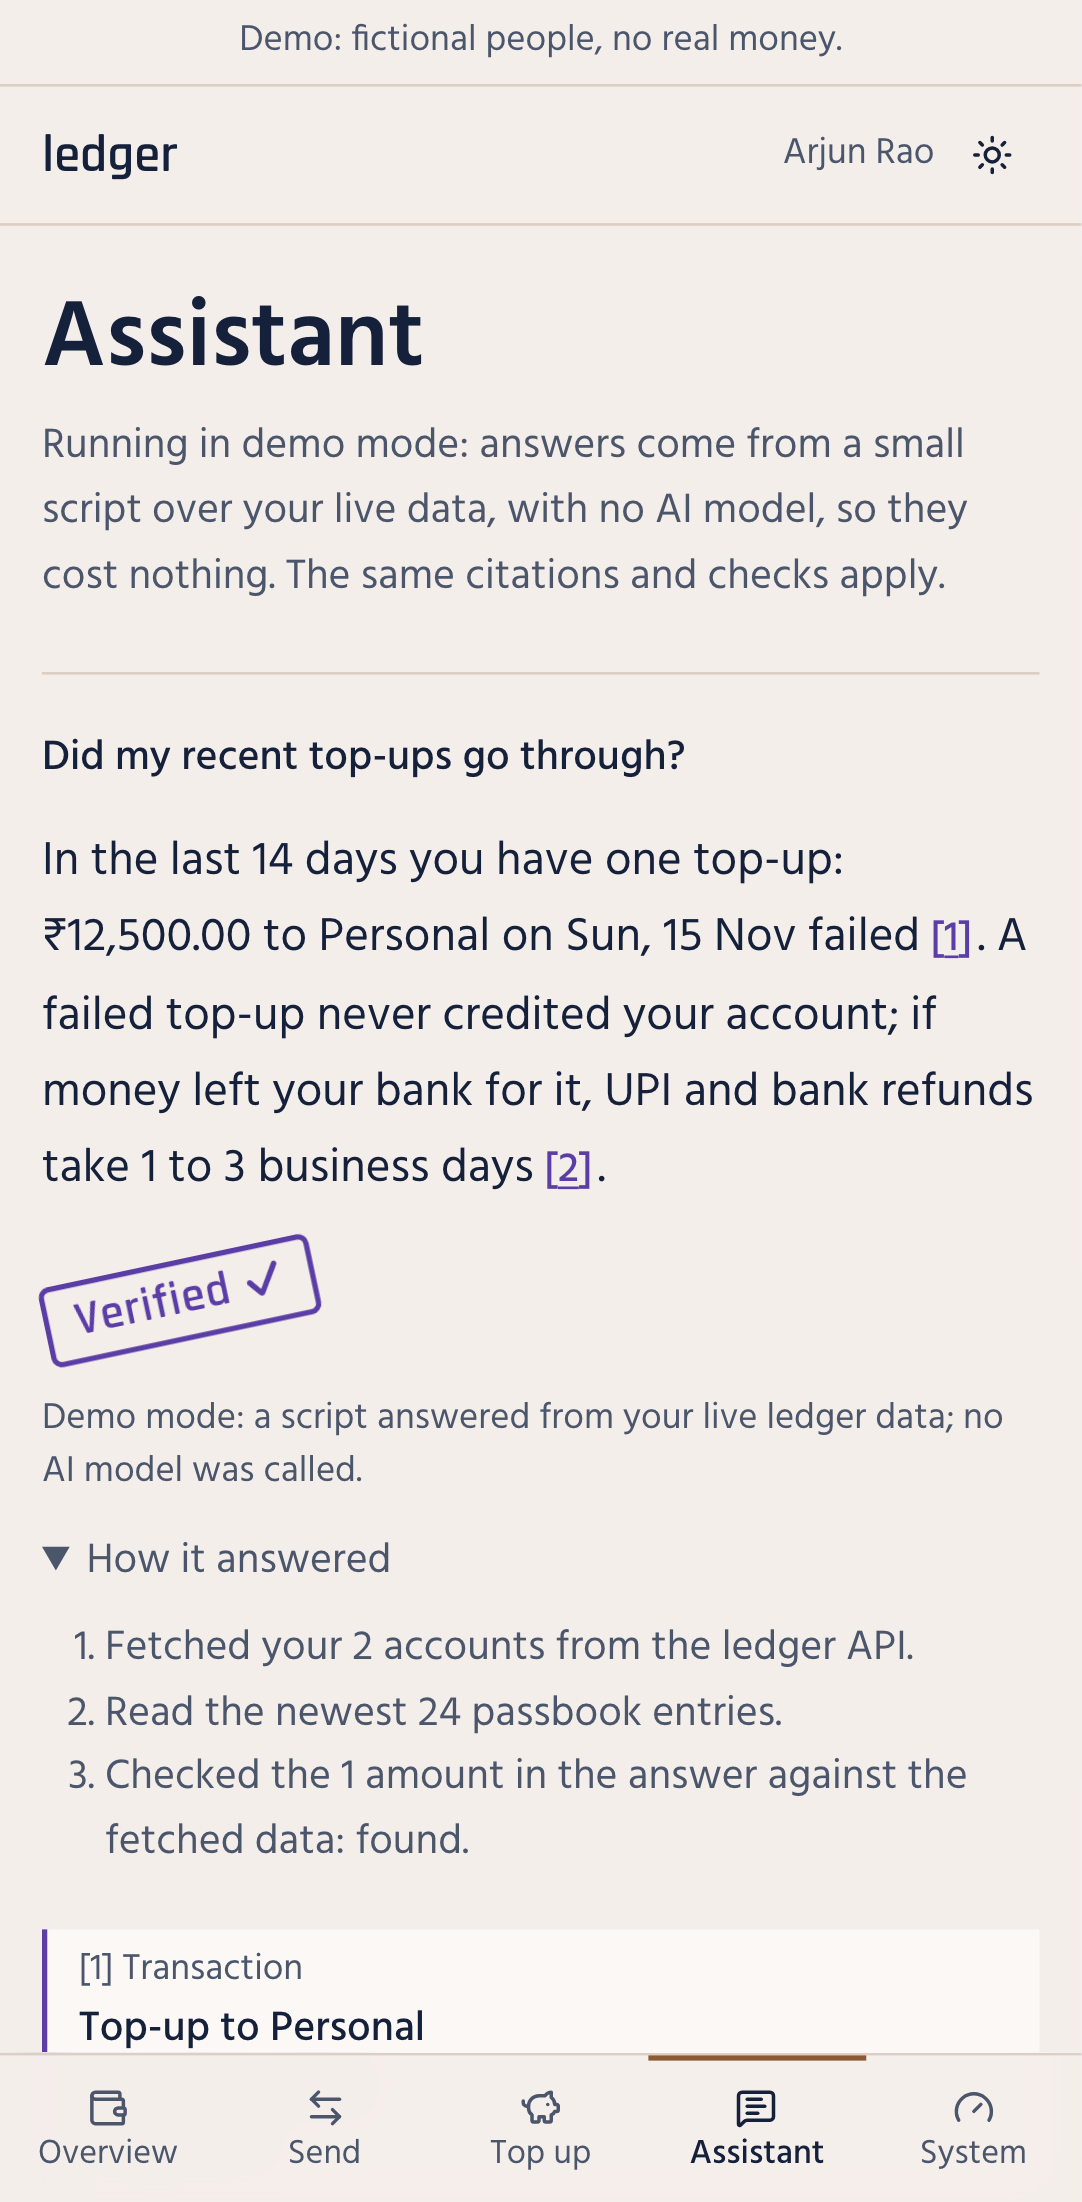 Demo: fictional people, no real money.
ledger
Arjun Rao
Assistant
Running in demo mode: answers come from a small
script over your live data, with no AI model, so they
cost nothing. The same citations and checks apply.
Did my recent top-ups go through?
In the last 14 days you have one top-up:
₹12,500.00 to Personal on Sun, 15 Nov failed [1]. A
failed top-up never credited your account; if
money left your bank for it, UPI and bank refunds
take 1 to 3 business days [2].
Verified ✓
Demo mode: a script answered from your live ledger data; no
AI model was called.
▼ How it answered
1. Fetched your 2 accounts from the ledger API.
2. Read the newest 24 passbook entries.
3. Checked the 1 amount in the answer against the
fetched data: found.
[1] Transaction
Top-up to Personal
Overview
Send
Top up
Assistant
System